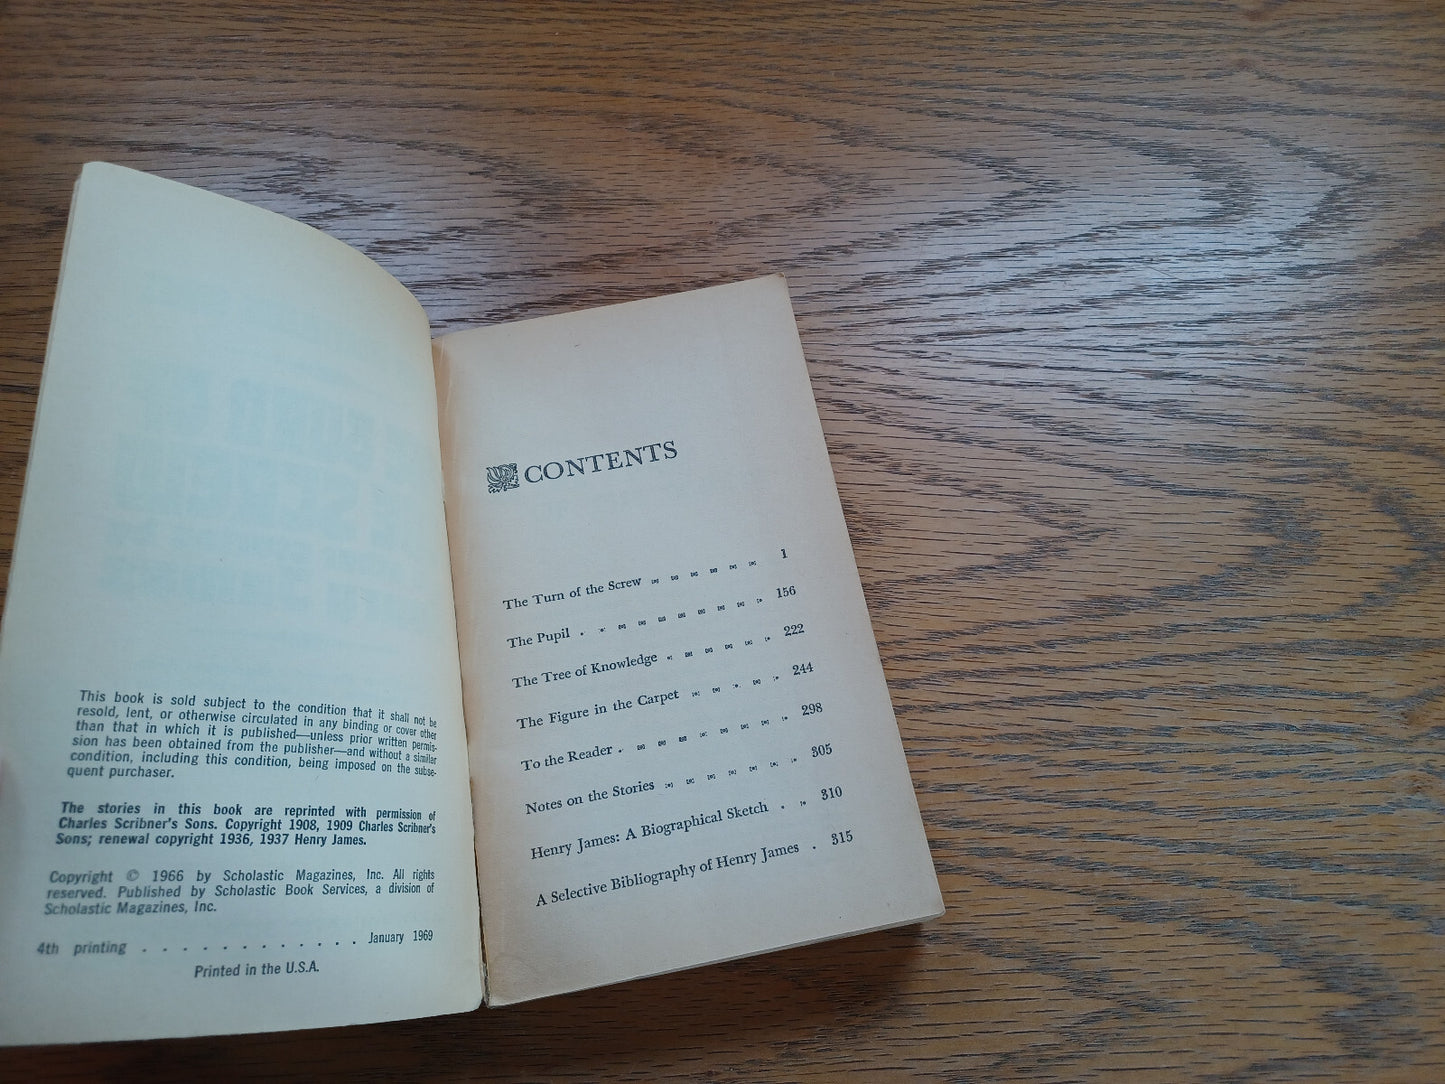 This book is sold subject to the condition that it shall not be
resold, lent, or otherwise circulated in any binding or cover other
than that in which it is published—unless prior written permis-
sion has been obtained from the publisher—and without a similar
condition, including this condition, being imposed on the subse-
quent purchaser.
The stories in this book are reprinted with permission of
Charles Scribner's Sons. Copyright 1908, 1909 Charles Scribner's
Sons; renewal copyright 1936, 1937 Henry James.
Copyright © 1966 by Scholastic Magazines, Inc. All rights
reserved. Published by Scholastic Book Services, a division of
Scholastic Magazines, Inc.
4th printing . . . . . . . . . . . . January 1969
Printed in the U.S.A.
CONTENTS
The Turn of the Screw 1
The Pupil 156
The Tree of Knowledge 222
The Figure in the Carpet 244
To the Reader 298
Notes on the Stories 305
Henry James: A Biographical Sketch 310
A Selective Bibliography of Henry James . 315